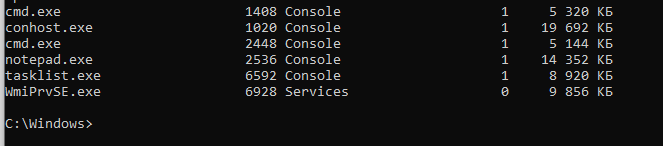 cmd.exe 1408 Console 1 5 320 КБ
conhost.exe 1020 Console 1 19 692 КБ
cmd.exe 2448 Console 1 5 144 КБ
notepad.exe 2536 Console 1 14 352 КБ
tasklist.exe 6592 Console 1 8 920 КБ
WmiPrvSE.exe 6928 Services 0 9 856 КБ
C:\Windows>